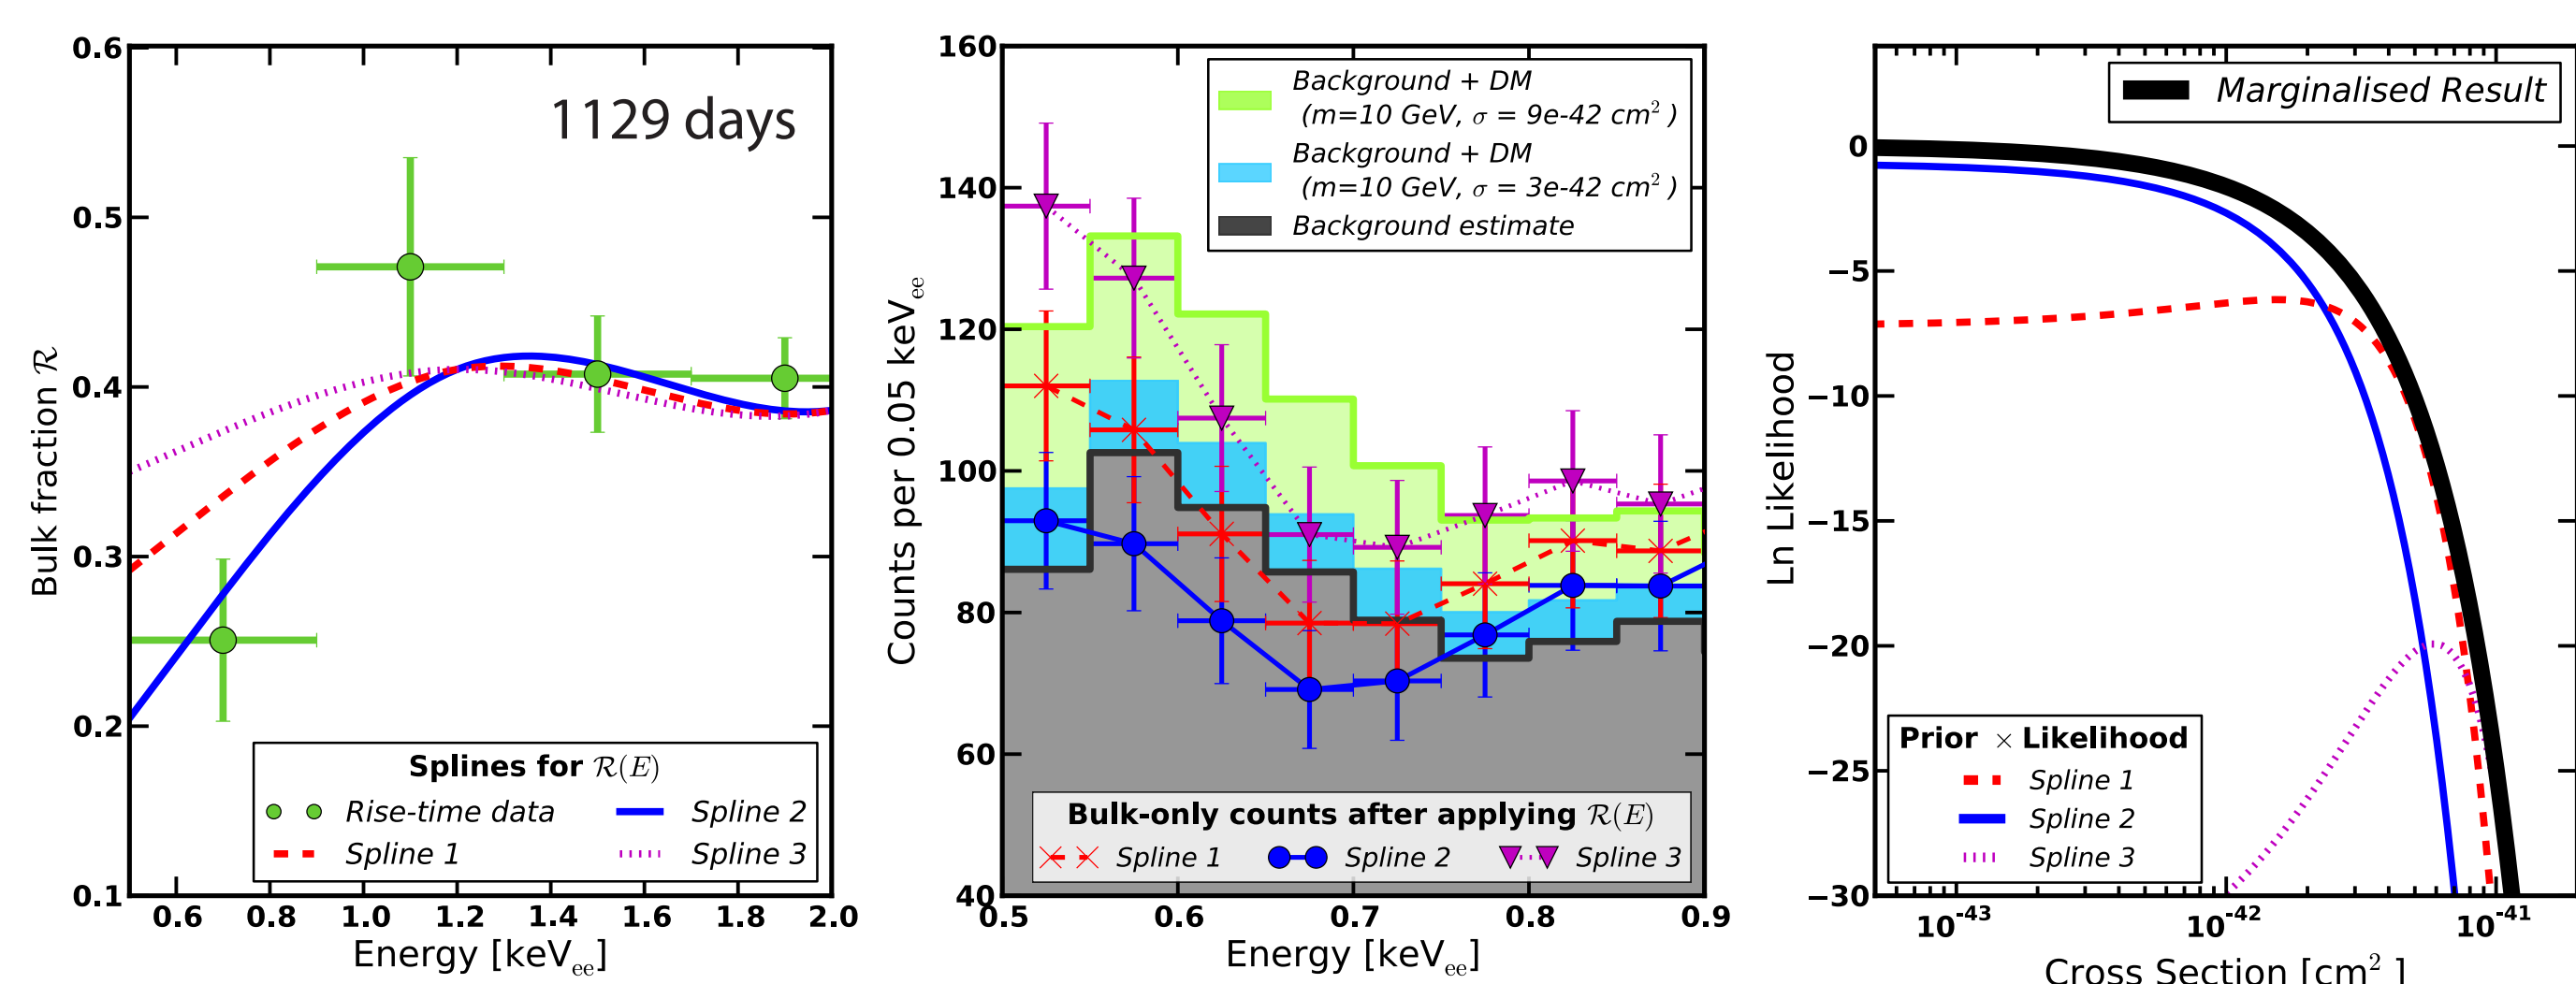 0.6
0.5
0.4
0.3
0.2
0.1
Bulk fraction ℛ
1129 days
Splines for ℛ(E)
Rise-time data
Spline 1
Spline 2
Spline 3
0.6 0.8 1.0 1.2 1.4 1.6 1.8 2.0
Energy [keV_ee]
160
140
120
100
80
60
40
Counts per 0.05 keV_ee
Background + DM
(m=10 GeV, σ = 9e-42 cm² )
Background + DM
(m=10 GeV, σ = 3e-42 cm² )
Background estimate
Bulk-only counts after applying ℛ(E)
Spline 1 Spline 2 Spline 3
0.5 0.6 0.7 0.8 0.9
Energy [keV_ee]
0
−5
−10
−15
−20
−25
−30
Ln Likelihood
Marginalised Result
Prior × Likelihood
Spline 1
Spline 2
Spline 3
10⁻⁴³ 10⁻⁴² 10⁻⁴¹
Cross Section [cm² ]